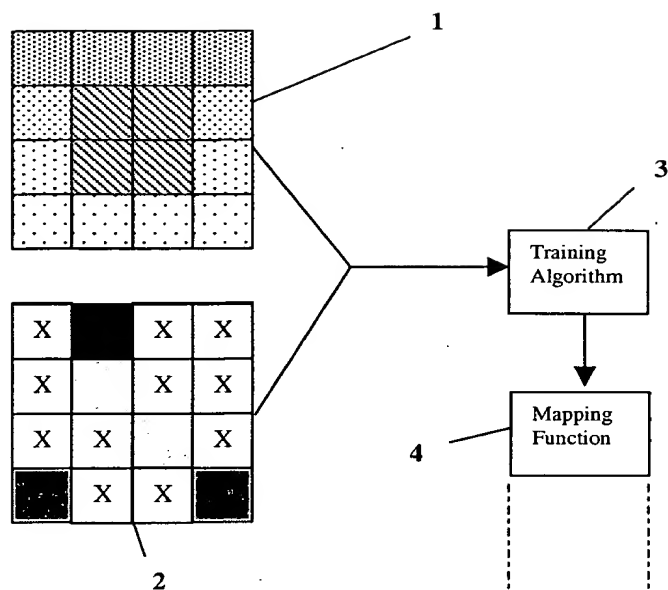 1
3
Training
Algorithm
X X X
X X X
X X X
Mapping
Function
4
X X
2